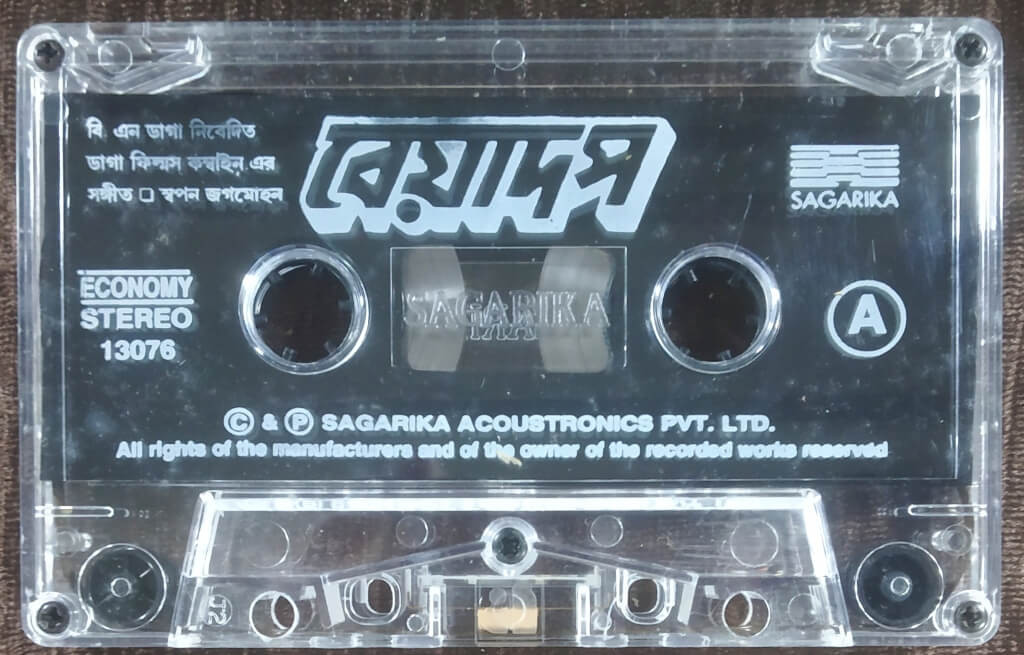 বি এন ডাগা নিবেদিত
ডাগা ফিল্মস কম্বাইন এর
সঙ্গীত □ স্বপন জগমোহন
বেয়াদপ
SAGARIKA
ECONOMY
STEREO
13076
SAGARIKA
A
© & ℗ SAGARIKA ACOUSTRONICS PVT. LTD.
All rights of the manufacturers and of the owner of the recorded works reserved